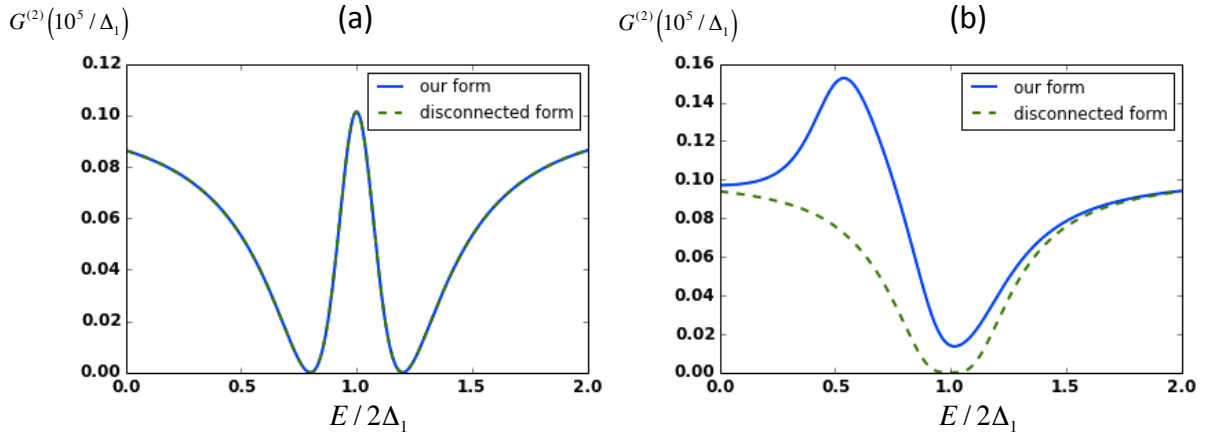 G^{(2)}(10^5/Δ_1)
(a)
0.12
0.10
0.08
0.06
0.04
0.02
0.00
0.0 0.5 1.0 1.5 2.0
our form
disconnected form
E/2Δ_1
G^{(2)}(10^5/Δ_1)
(b)
0.16
0.14
0.12
0.10
0.08
0.06
0.04
0.02
0.00
0.0 0.5 1.0 1.5 2.0
our form
disconnected form
E/2Δ_1